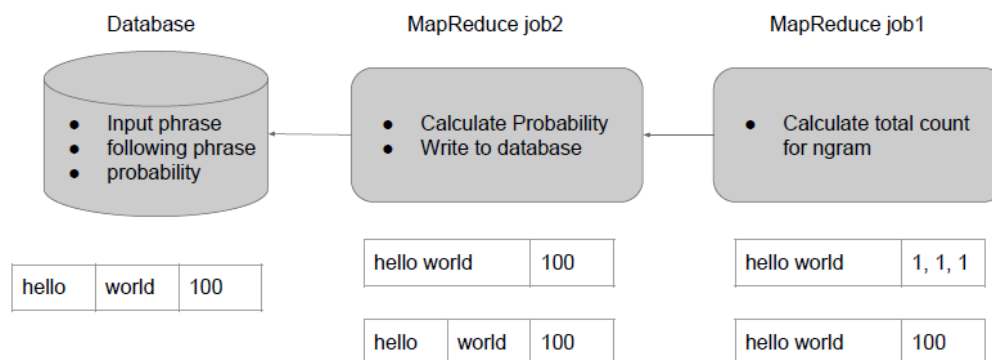 Database
MapReduce job2
MapReduce job1
● Input phrase
● following phrase
● probability
● Calculate Probability
● Write to database
● Calculate total count
for ngram
hello world 100
hello world 100
hello world 100
hello world 1, 1, 1
hello world 100